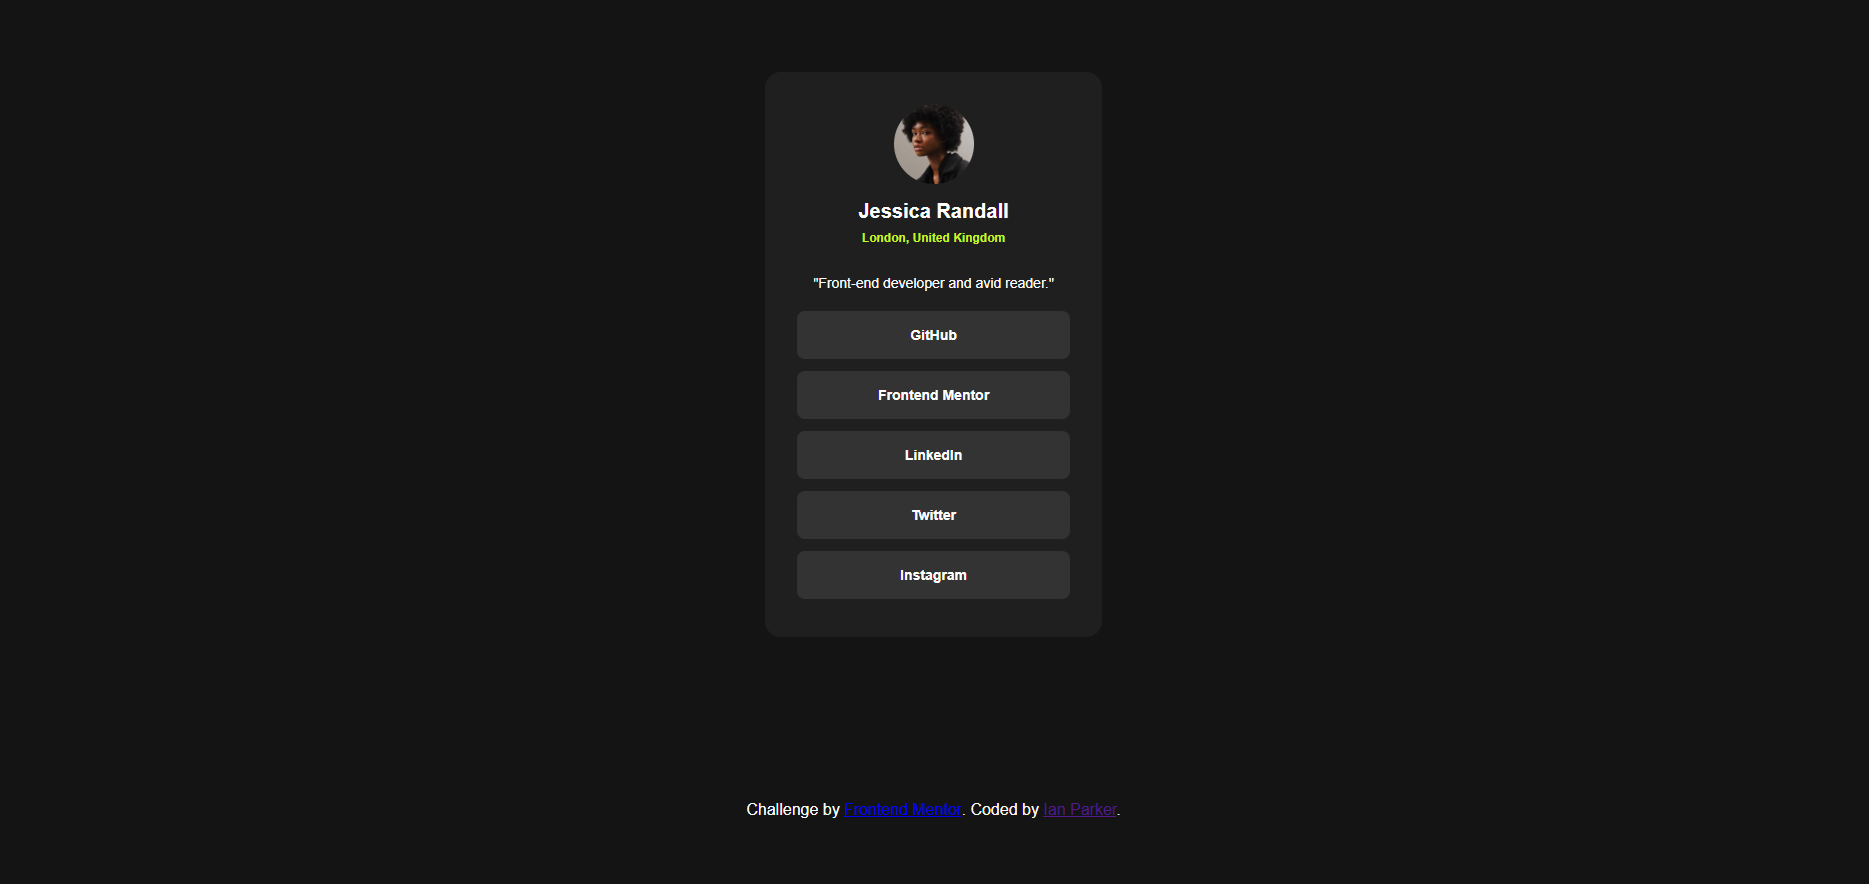 Jessica Randall
London, United Kingdom
"Front-end developer and avid reader."
GitHub
Frontend Mentor
LinkedIn
Twitter
Instagram
Challenge by Frontend Mentor. Coded by Ian Parker.